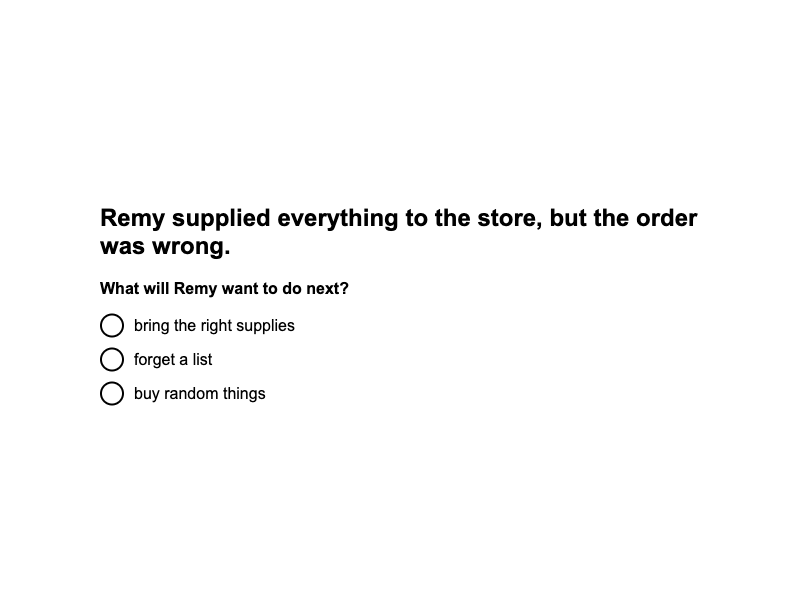 Remy supplied everything to the store, but the order
was wrong.
What will Remy want to do next?
bring the right supplies
forget a list
buy random things